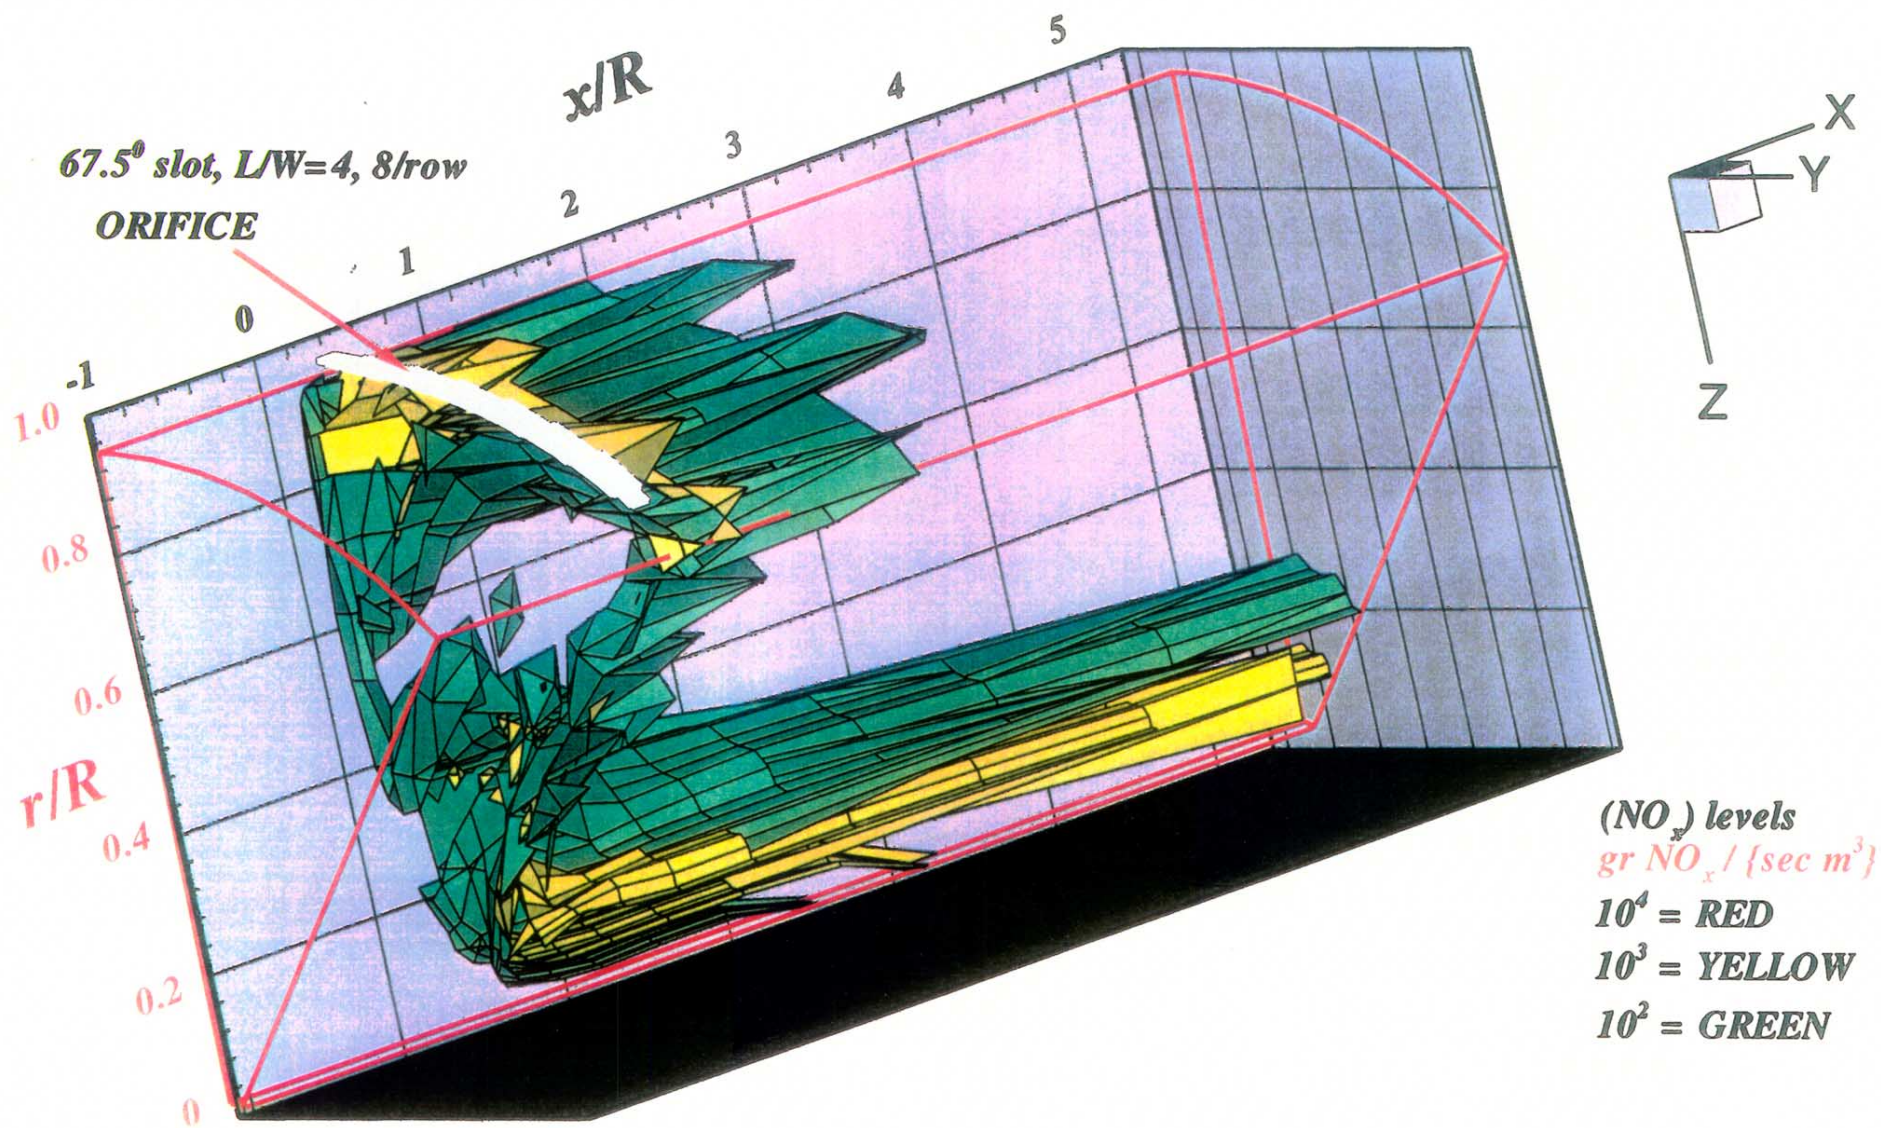 x/R
-1
0
1
2
3
4
5
67.5⁰ slot, L/W=4, 8/row
ORIFICE
X
Y
Z
1.0
0.8
0.6
0.4
0.2
0
r/R
(NOₓ) levels
gr NOₓ / {sec m³}
10⁴ = RED
10³ = YELLOW
10² = GREEN